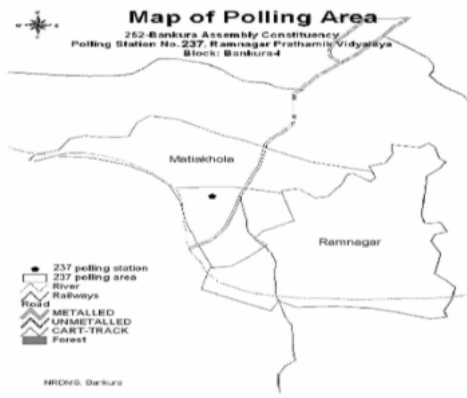 Map of Polling Area
252-Bankura Assembly Constituency
Polling Station No. 237, Ramnagar Prathamik Vidyalaya
Block: Bankura-I
Matiakhola
Ramnagar
237 polling station
237 polling area
River
Railways
Road
METALLED
UNMETALLED
CART-TRACK
Forest
NRDMS, Bankura